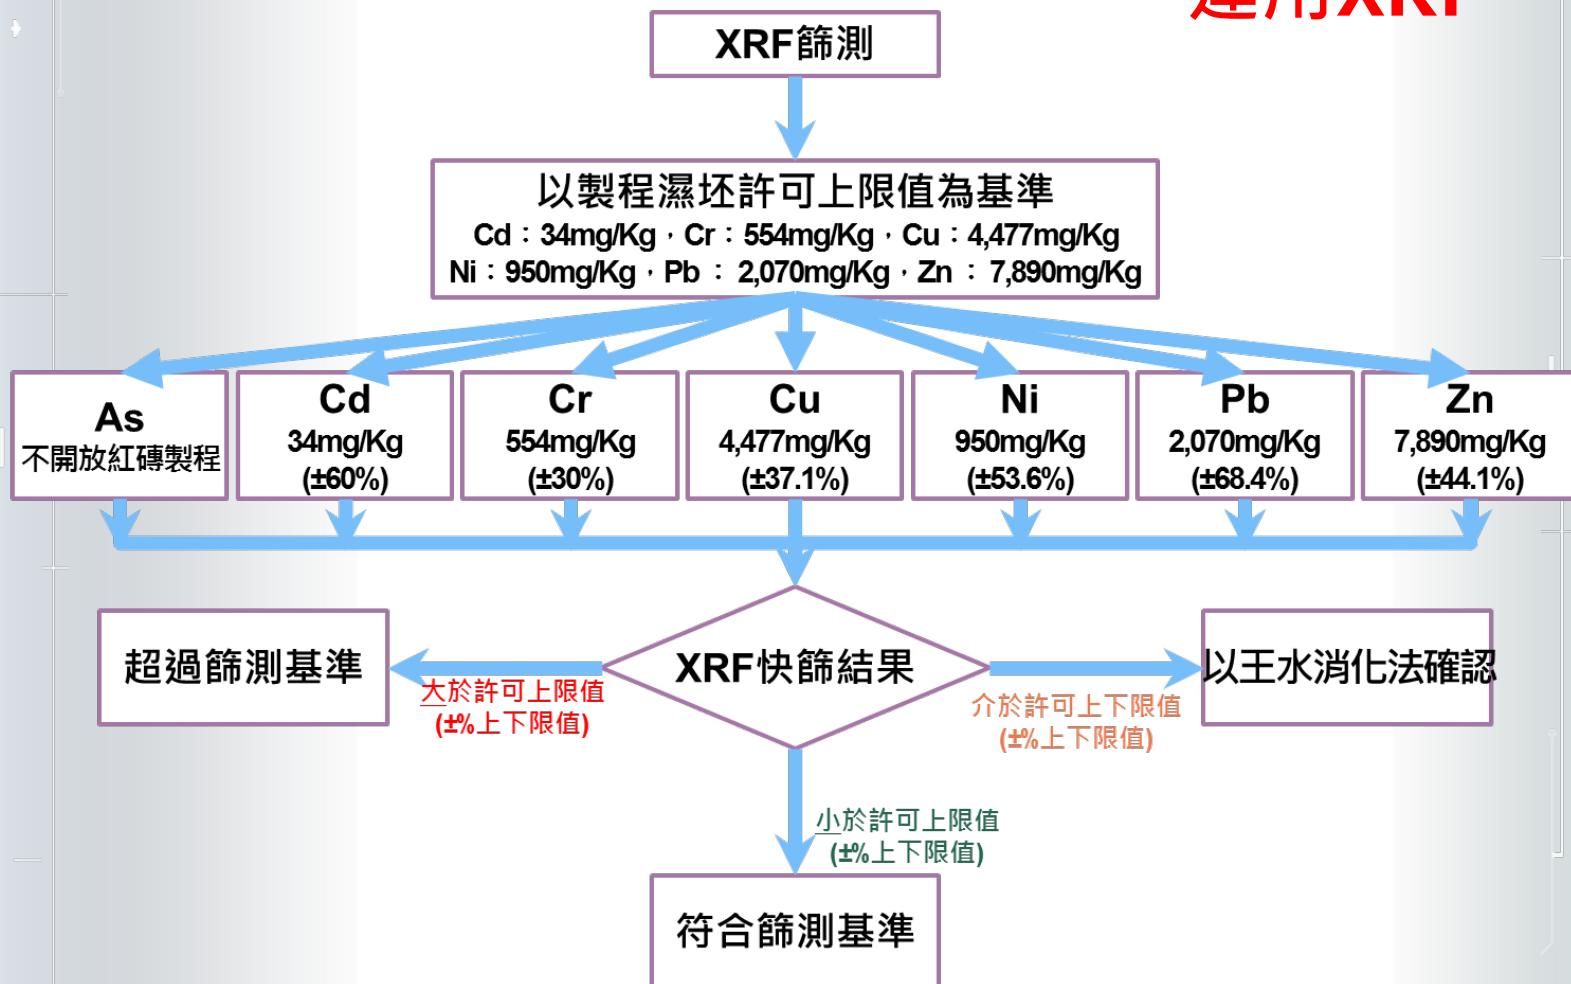 運用XRF
XRF篩測
以製程濕坯許可上限值為基準
Cd：34mg/Kg，Cr：554mg/Kg，Cu：4,477mg/Kg
Ni：950mg/Kg，Pb ： 2,070mg/Kg，Zn ： 7,890mg/Kg
As
不開放紅磚製程
Cd
34mg/Kg
(±60%)
Cr
554mg/Kg
(±30%)
Cu
4,477mg/Kg
(±37.1%)
Ni
950mg/Kg
(±53.6%)
Pb
2,070mg/Kg
(±68.4%)
Zn
7,890mg/Kg
(±44.1%)
超過篩測基準
大於許可上限值
(±%上下限值)
XRF快篩結果
介於許可上下限值
(±%上下限值)
以王水消化法確認
小於許可上限值
(±%上下限值)
符合篩測基準